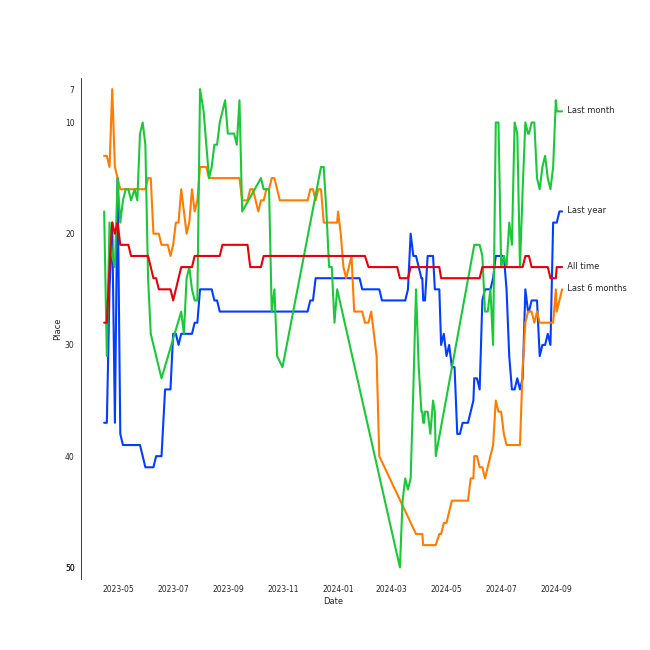 7
10
20
30
40
50
Place
2023-05
2023-07
2023-09
2023-11
2024-01
2024-03
2024-05
2024-07
2024-09
Date
Last month
Last year
All time
Last 6 months